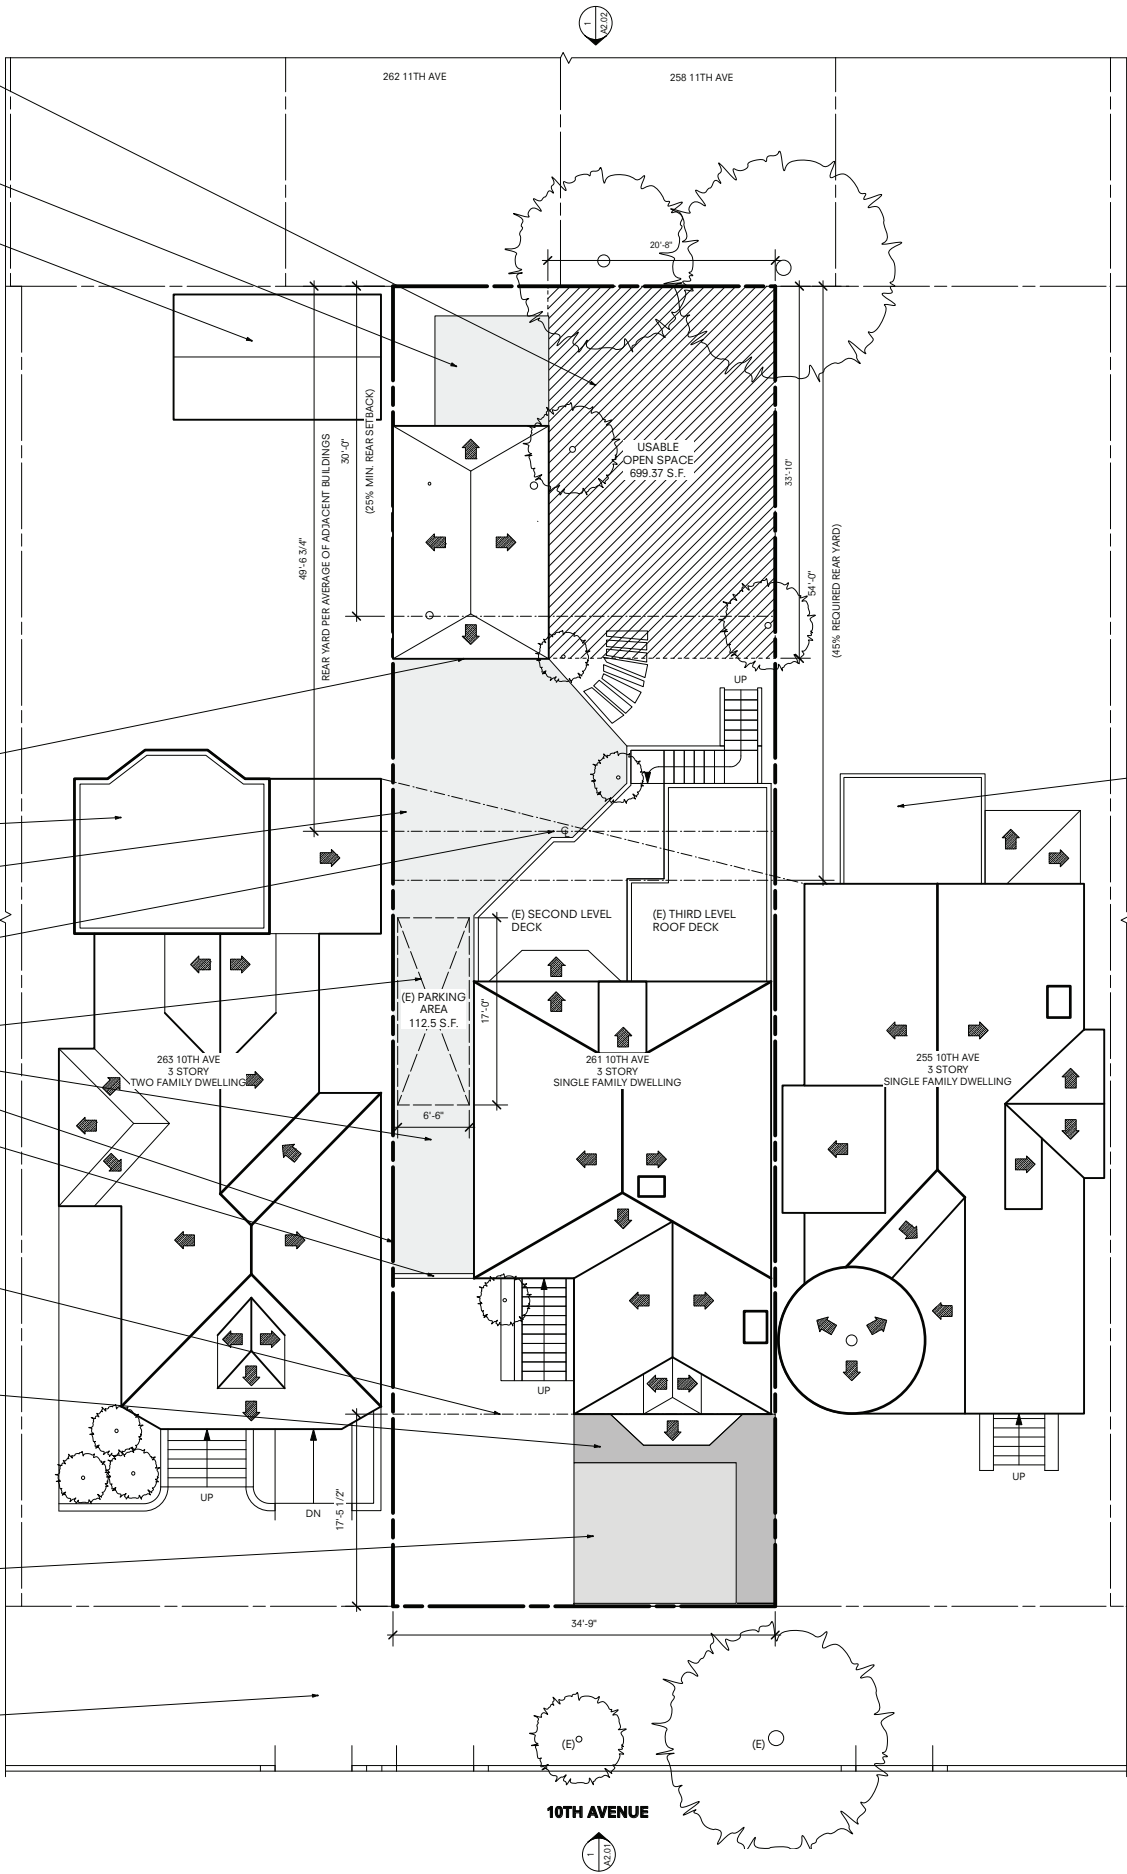 1
A2.02
262 11TH AVE
258 11TH AVE
20'-8"
USABLE
OPEN SPACE
699.37 S.F.
30'-0"
(25% MIN. REAR SETBACK)
49'-6 3/4"
REAR YARD PER AVERAGE OF ADJACENT BUILDINGS
33'-10"
54'-0"
(45% REQUIRED REAR YARD)
UP
(E) SECOND LEVEL
DECK
(E) THIRD LEVEL
ROOF DECK
(E) PARKING
AREA
112.5 S.F.
17'-0"
6'-6"
263 10TH AVE
3 STORY
TWO FAMILY DWELLING
261 10TH AVE
3 STORY
SINGLE FAMILY DWELLING
255 10TH AVE
3 STORY
SINGLE FAMILY DWELLING
UP
UP
DN
UP
17'-5 1/2"
34'-9"
(E)
(E)
10TH AVENUE
1
A2.01